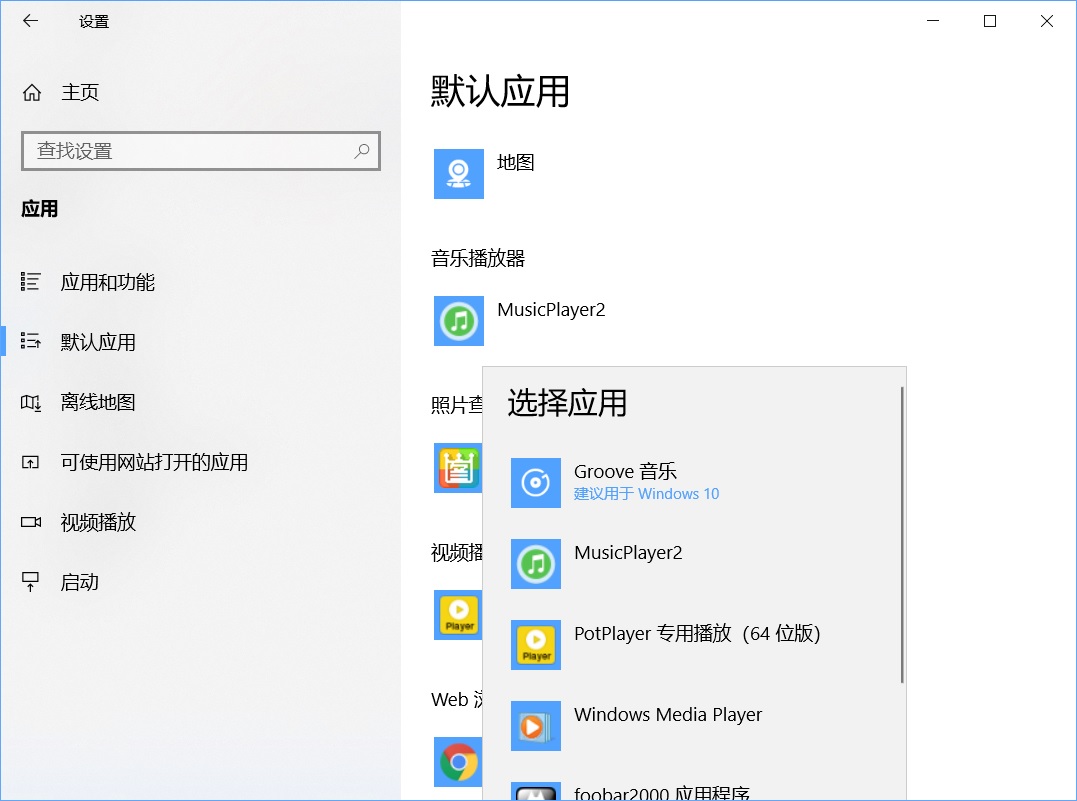 设置
主页
查找设置
应用
应用和功能
默认应用
离线地图
可使用网站打开的应用
视频播放
启动
默认应用
地图
音乐播放器
MusicPlayer2
照片查
视频播
Player
Web 浏
选择应用
Groove 音乐
建议用于 Windows 10
MusicPlayer2
PotPlayer 专用播放（64 位版）
Player
Windows Media Player
foobar2000 应用程序